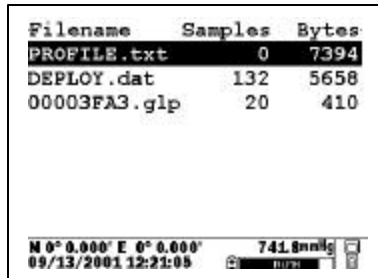 Filename Samples Bytes
PROFILE.txt 0 7394
DEPLOY.dat 132 5658
00003FA3.glp 20 410
N 0° 0.000' E 0° 0.000' 741.8mmHg
09/13/2001 12:21:05